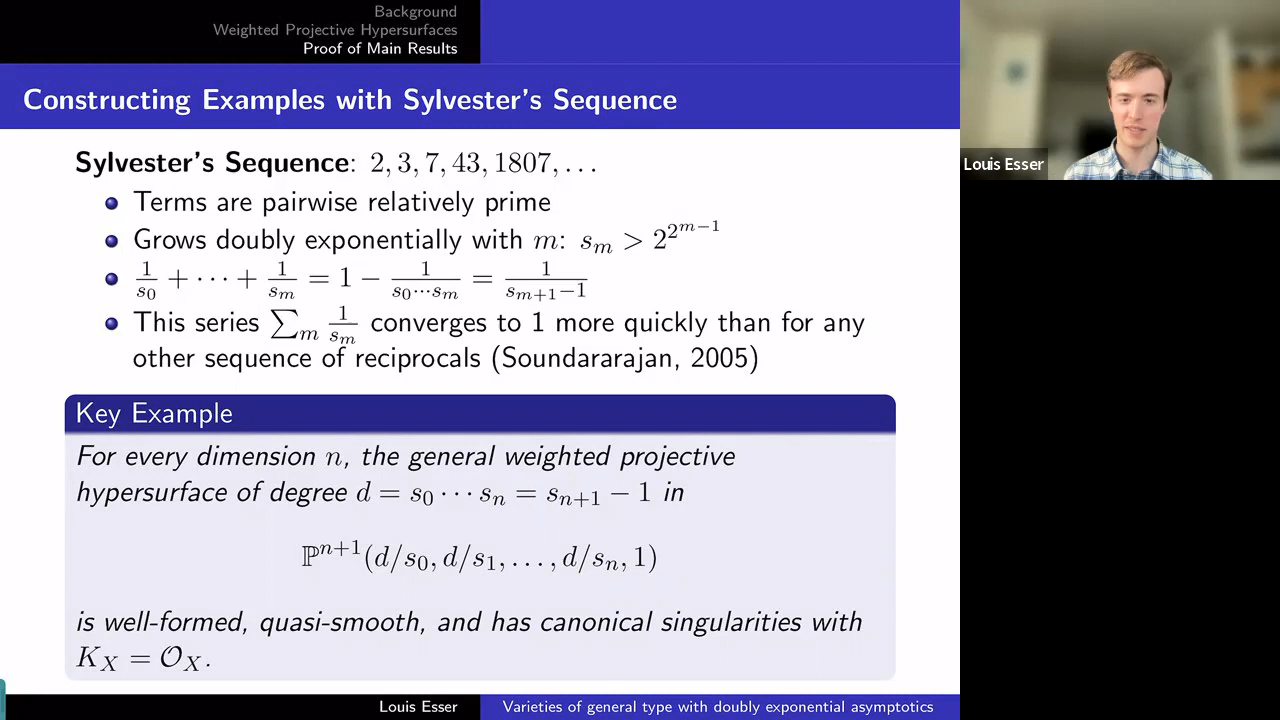 Background
Weighted Projective Hypersurfaces
Proof of Main Results
Constructing Examples with Sylvester's Sequence
Sylvester's Sequence: 2, 3, 7, 43, 1807, . . .
Terms are pairwise relatively prime
Grows doubly exponentially with m: s_m > 2^{2^{m−1}}
\frac{1}{s_0} + ··· + \frac{1}{s_m} = 1 − \frac{1}{s_0···s_m} = \frac{1}{s_{m+1}−1}
This series ∑_m \frac{1}{s_m} converges to 1 more quickly than for any
other sequence of reciprocals (Soundararajan, 2005)
Key Example
For every dimension n, the general weighted projective
hypersurface of degree d = s_0 ··· s_n = s_{n+1} − 1 in
ℙ^{n+1}(d/s_0, d/s_1, . . . , d/s_n, 1)
is well-formed, quasi-smooth, and has canonical singularities with
K_X = 𝒪_X.
Louis Esser
Varieties of general type with doubly exponential asymptotics
Louis Esser